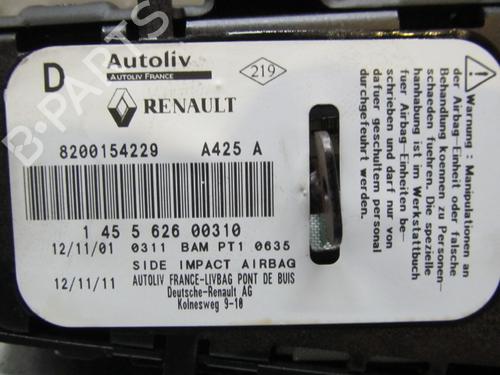 D
Autoliv
AUTOLIV FRANCE
219
RENAULT
8200154229 A425 A
1 45 5 626 00310
12/11/01 0311 BAM PT1 0635
SIDE IMPACT AIRBAG
12/11/11 AUTOLIV FRANCE-LIVBAG PONT DE BUIS
Deutsche-Renault AG
Kolnesweg 9-10
Warnung: Manipulationen an
der Airbag-Einheit oder falsche
Behandlung koennen zu Personen-
schaeden fuehren. Die spezielle
hanhabung ist im Werkstattbuch
fuer Airbag-Einheiten be-
schrieben und darf nur von
dafuer geschultem personal
durchgefuehrt werden.
B-PARTS